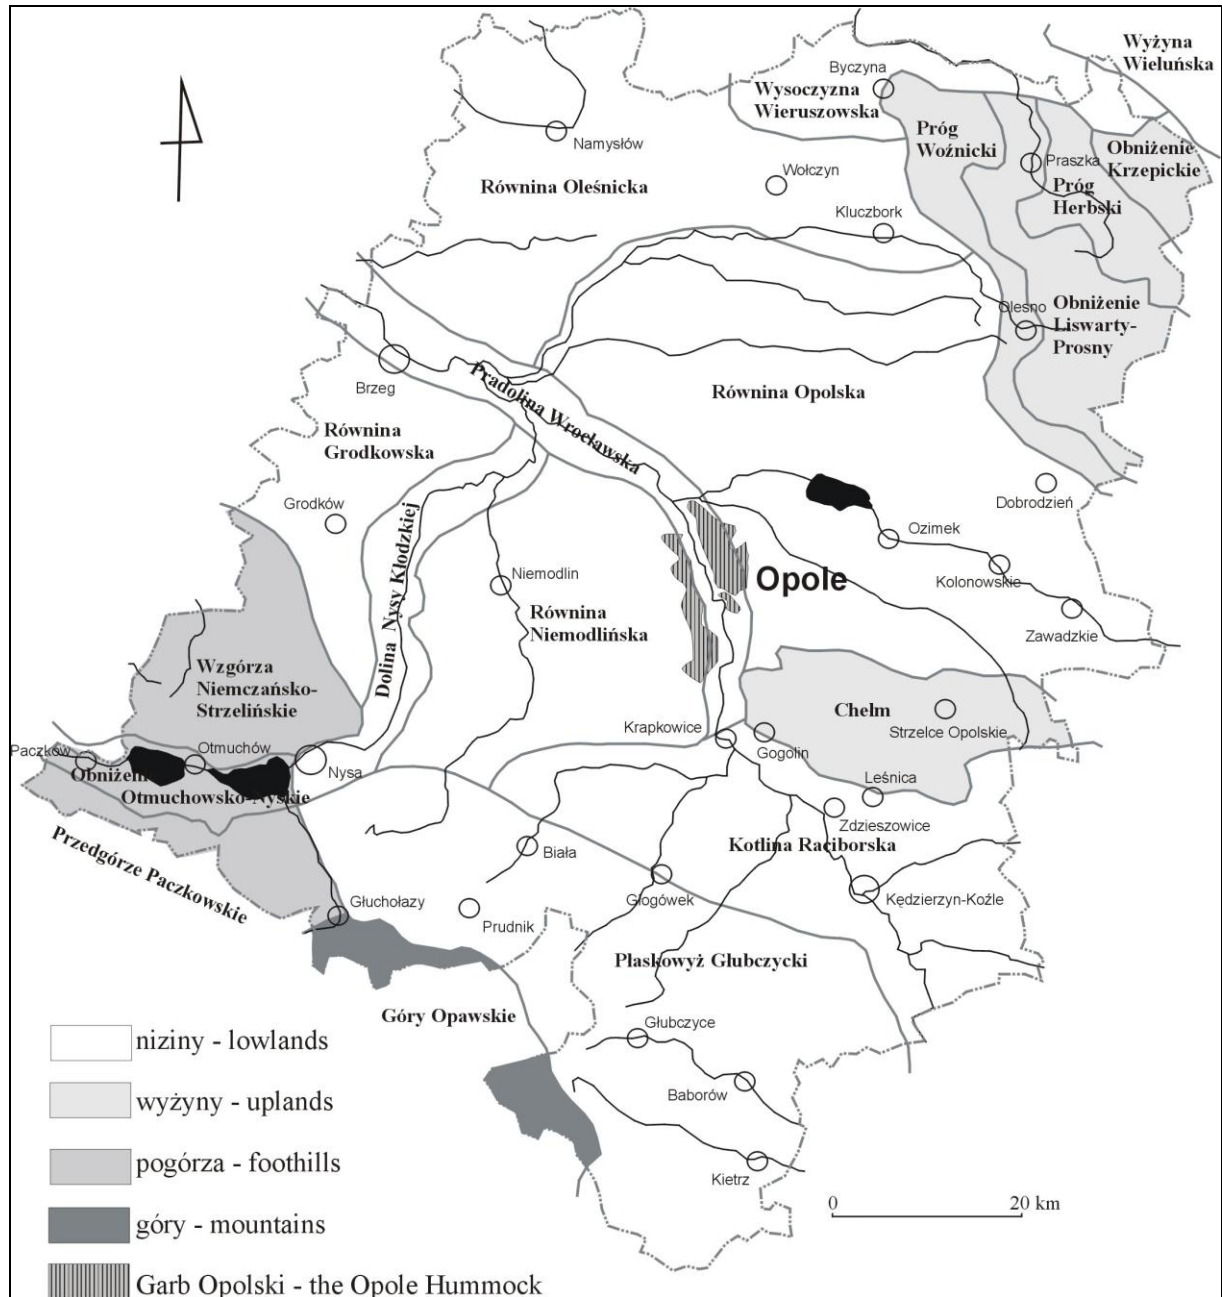 Wyżyna
Wieluńska
Byczyna
Wysoczyzna
Wieruszowska
Próg
Woźnicki
Obniżenie
Krzepickie
Praszka
Próg
Herbski
Namysłów
Wołczyn
Równina Oleśnicka
Kluczbork
Olesno
Obniżenie
Liswarty-
Prosny
Brzeg
Pradolina Wrocławska
Równina Opolska
Równina
Grodkowska
Grodków
Dobrodzień
Ozimek
Opole
Kolonowskie
Zawadzkie
Dolina Nysy Kłodzkiej
Niemodlin
Równina
Niemodlińska
Wzgórza
Niemczańsko-
Strzelińskie
Chełm
Strzelce Opolskie
Krapkowice
Gogolin
Leśnica
Zdzieszowice
Paczków
Otmuchów
Nysa
Obniżeni
Otmuchowsko-Nyskie
Przedgórze Paczkowskie
Kotlina Raciborska
Biała
Głogówek
Kędzierzyn-Koźle
Głuchołazy
Prudnik
Płaskowyż Głubczycki
Góry Opawskie
Głubczyce
Baborów
Kietrz
0 20 km
niziny - lowlands
wyżyny - uplands
pogórza - foothills
góry - mountains
Garb Opolski - the Opole Hummock